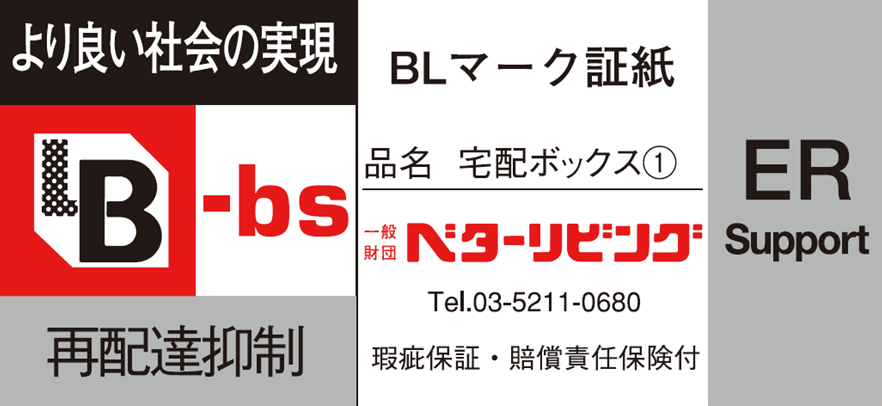 より良い社会の実現
LB-bs
再配達抑制
BLマーク証紙
品名 宅配ボックス①
一般財団 ベターリビング
Tel.03-5211-0680
瑕疵保証・賠償責任保険付
ER
Support